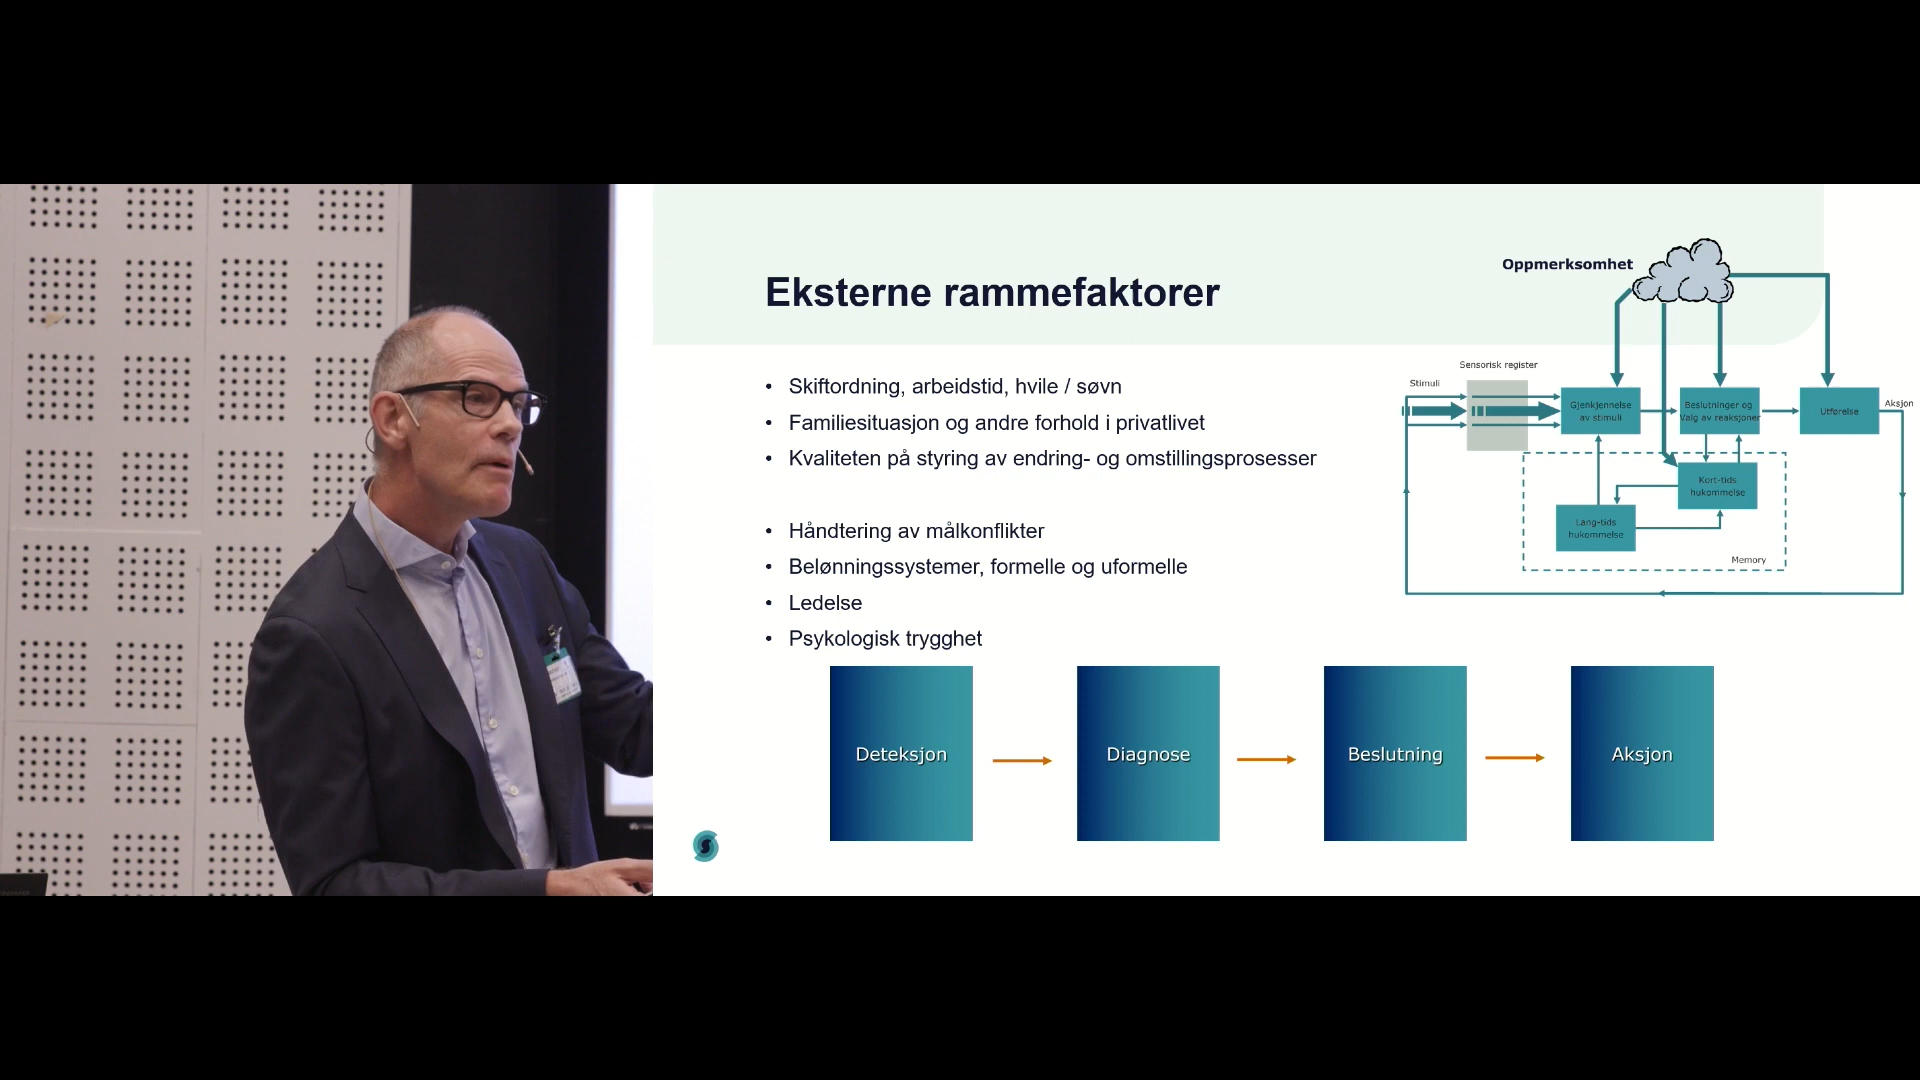 Eksterne rammefaktorer
• Skiftordning, arbeidstid, hvile / søvn
• Familiesituasjon og andre forhold i privatlivet
• Kvaliteten på styring av endring- og omstillingsprosesser
• Håndtering av målkonflikter
• Belønningssystemer, formelle og uformelle
• Ledelse
• Psykologisk trygghet
Oppmerksomhet
Sensorisk register
Stimuli
Gjenkjennelse
av stimuli
Beslutninger og
Valg av reaksjoner
Utførelse
Aksjon
Kort-tids
hukommelse
Lang-tids
hukommelse
Memory
Deteksjon
Diagnose
Beslutning
Aksjon